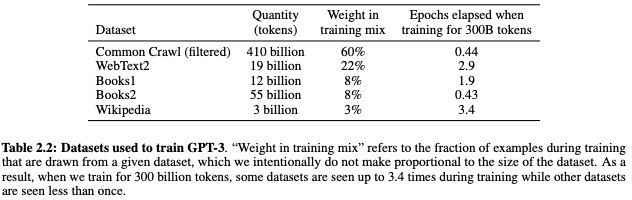 Quantity Weight in Epochs elapsed when
Dataset (tokens) training mix training for 300B tokens
Common Crawl (filtered) 410 billion 60% 0.44
WebText2 19 billion 22% 2.9
Books1 12 billion 8% 1.9
Books2 55 billion 8% 0.43
Wikipedia 3 billion 3% 3.4
Table 2.2: Datasets used to train GPT-3. “Weight in training mix” refers to the fraction of examples during training
that are drawn from a given dataset, which we intentionally do not make proportional to the size of the dataset. As a
result, when we train for 300 billion tokens, some datasets are seen up to 3.4 times during training while other datasets
are seen less than once.